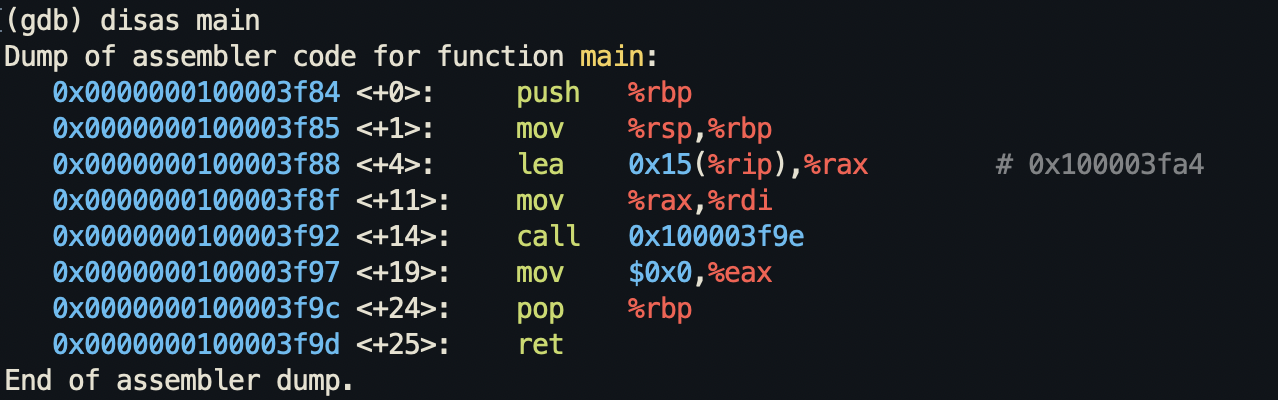 (gdb) disas main
Dump of assembler code for function main:
   0x0000000100003f84 <+0>:     push   %rbp
   0x0000000100003f85 <+1>:     mov    %rsp,%rbp
   0x0000000100003f88 <+4>:     lea    0x15(%rip),%rax        # 0x100003fa4
   0x0000000100003f8f <+11>:    mov    %rax,%rdi
   0x0000000100003f92 <+14>:    call   0x100003f9e
   0x0000000100003f97 <+19>:    mov    $0x0,%eax
   0x0000000100003f9c <+24>:    pop    %rbp
   0x0000000100003f9d <+25>:    ret
End of assembler dump.